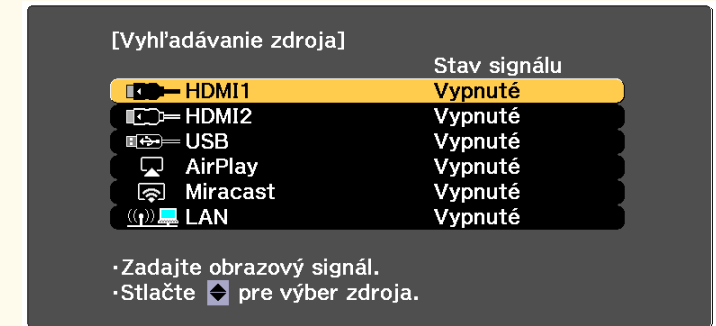 [Vyhľadávanie zdroja]
Stav signálu
HDMI1 Vypnuté
HDMI2 Vypnuté
USB Vypnuté
AirPlay Vypnuté
Miracast Vypnuté
LAN Vypnuté
·Zadajte obrazový signál.
·Stlačte pre výber zdroja.